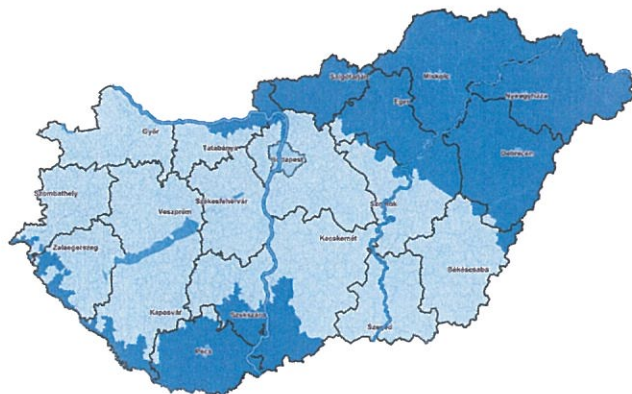 Salgótarján
Miskolc
Nyíregyháza
Eger
Győr
Tatabánya
Budapest
Debrecen
Szombathely
Veszprém
Székesfehérvár
Szolnok
Zalaegerszeg
Kecskemét
Békéscsaba
Kaposvár
Szekszárd
Szeged
Pécs